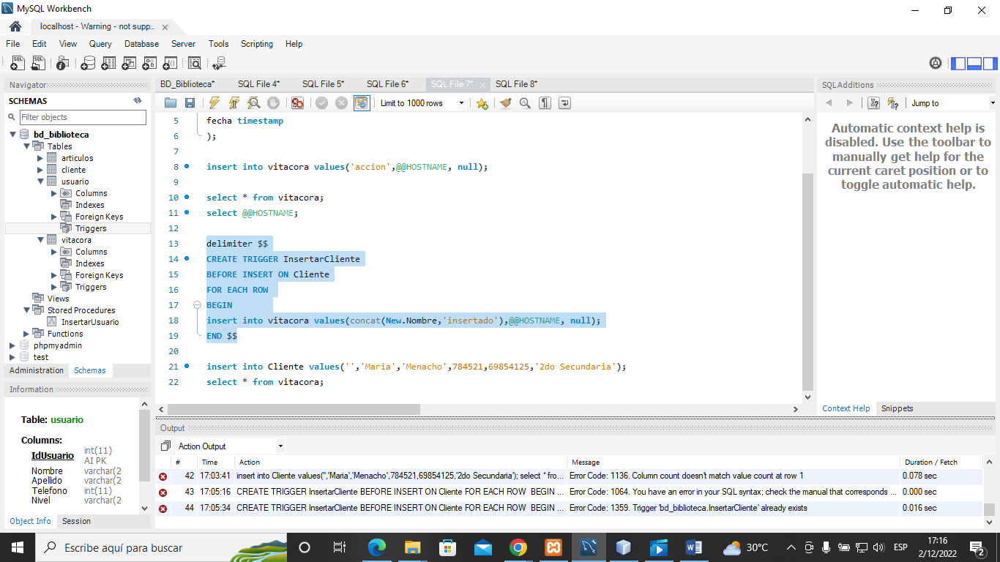 MySQL Workbench
localhost - Warning - not supp...
File Edit View Query Database Server Tools Scripting Help
Navigator
SCHEMAS
Filter objects
bd_biblioteca
Tables
articulos
cliente
usuario
Columns
Indexes
Foreign Keys
Triggers
vitacora
Columns
Indexes
Foreign Keys
Triggers
Views
Stored Procedures
InsertarUsuario
Functions
phpmyadmin
test
Administration Schemas
Information
Table: usuario
Columns:
IdUsuario int(11)
AI PK
Nombre varchar(2
Apellido varchar(2
Telefono int(11)
Nivel varchar(2
Object Info Session
BD_Biblioteca* SQL File 4* SQL File 5* SQL File 6* SQL File 7* SQL File 8*
Limit to 1000 rows
5 fecha timestamp
6 );
7
8 insert into vitacora values('accion',@@HOSTNAME, null);
9
10 select * from vitacora;
11 select @@HOSTNAME;
12
13 delimiter $$
14 CREATE TRIGGER InsertarCliente
15 BEFORE INSERT ON Cliente
16 FOR EACH ROW
17 BEGIN
18 insert into vitacora values(concat(New.Nombre,'insertado'),@@HOSTNAME, null);
19 END $$
20
21 insert into Cliente values('','Maria','Menacho',784521,69854125,'2do Secundaria');
22 select * from vitacora;
SQLAdditions
Jump to
Automatic context help is
disabled. Use the toolbar to
manually get help for the
current caret position or to
toggle automatic help.
Context Help Snippets
Output
Action Output
# Time Action Message Duration / Fetch
42 17:03:41 insert into Cliente values('','Maria','Menacho',784521,69854125,'2do Secundaria'); select * fro... Error Code: 1136. Column count doesn't match value count at row 1 0.078 sec
43 17:05:16 CREATE TRIGGER InsertarCliente BEFORE INSERT ON Cliente FOR EACH ROW BEGIN ... Error Code: 1064. You have an error in your SQL syntax; check the manual that corresponds ... 0.000 sec
44 17:05:34 CREATE TRIGGER InsertarCliente BEFORE INSERT ON Cliente FOR EACH ROW BEGIN ... Error Code: 1359. Trigger 'bd_biblioteca.InsertarCliente' already exists 0.016 sec
Escribe aquí para buscar
30°C
ESP
17:16
2/12/2022
2